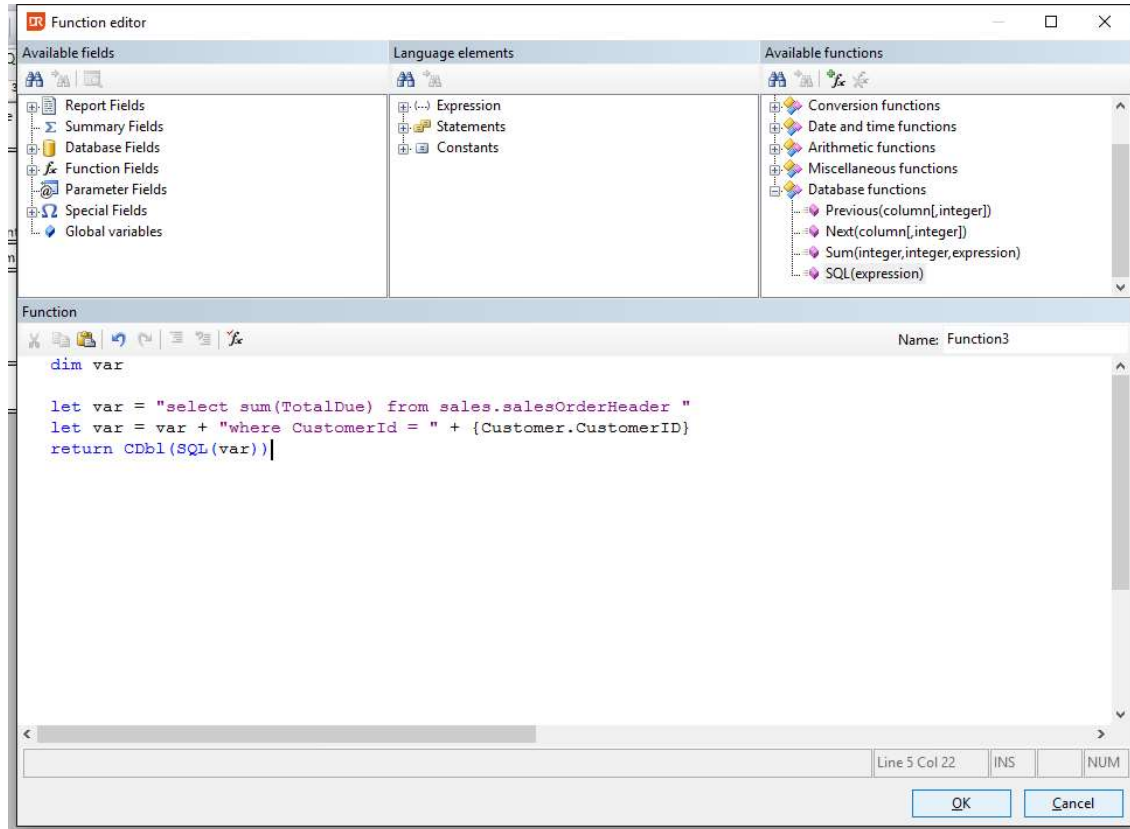 DR Function editor
Available fields
Language elements
Available functions
Report Fields
Summary Fields
Database Fields
Function Fields
Parameter Fields
Special Fields
Global variables
(...) Expression
Statements
Constants
Conversion functions
Date and time functions
Arithmetic functions
Miscellaneous functions
Database functions
Previous(column[,integer])
Next(column[,integer])
Sum(integer,integer,expression)
SQL(expression)
Function
Name: Function3
dim var
let var = "select sum(TotalDue) from sales.salesOrderHeader "
let var = var + "where CustomerId = " + {Customer.CustomerID}
return CDbl(SQL(var))
Line 5 Col 22 INS NUM
OK Cancel